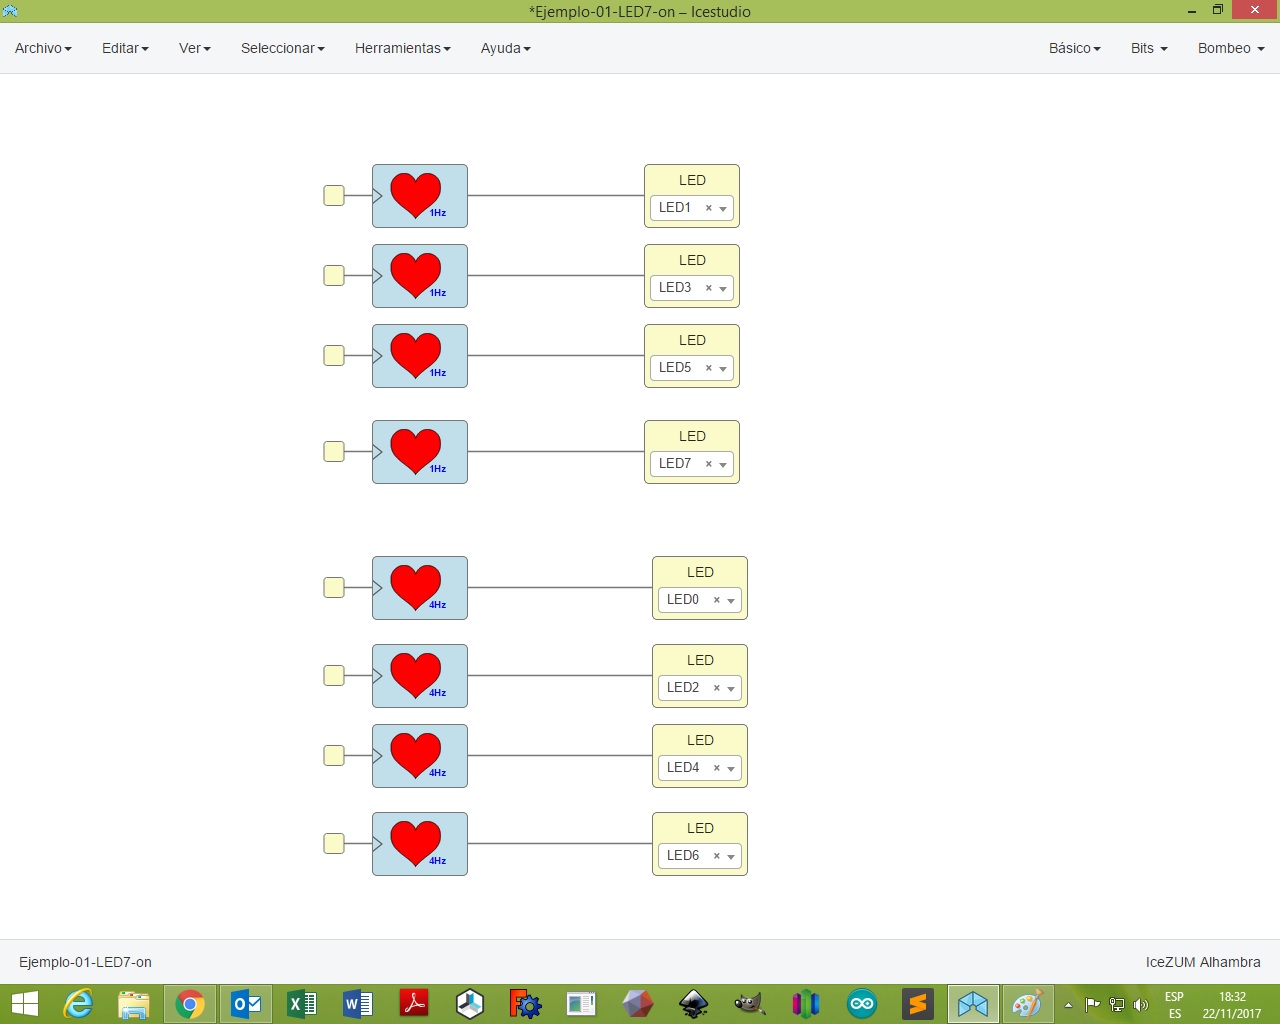 *Ejemplo-01-LED7-on – Icestudio
Archivo Editar Ver Seleccionar Herramientas Ayuda Básico Bits Bombeo
LED
1Hz LED1 ×
LED
1Hz LED3 ×
LED
1Hz LED5 ×
LED
1Hz LED7 ×
LED
4Hz LED0 ×
LED
4Hz LED2 ×
LED
4Hz LED4 ×
LED
4Hz LED6 ×
Ejemplo-01-LED7-on IceZUM Alhambra
ESP 18:32
ES 22/11/2017